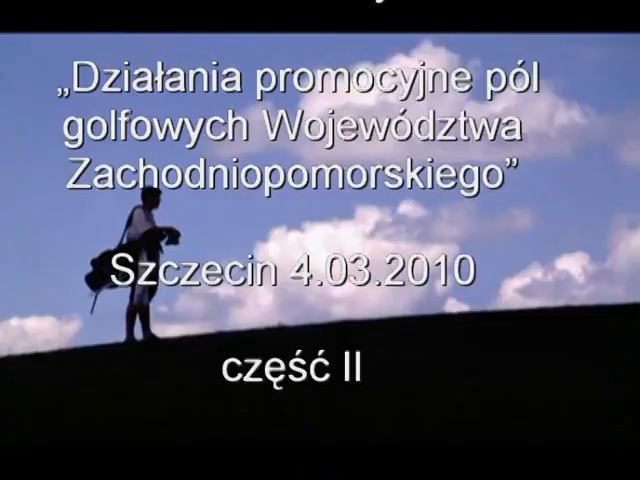 „Działania promocyjne pól
golfowych Województwa
Zachodniopomorskiego”
Szczecin 4.03.2010
część II